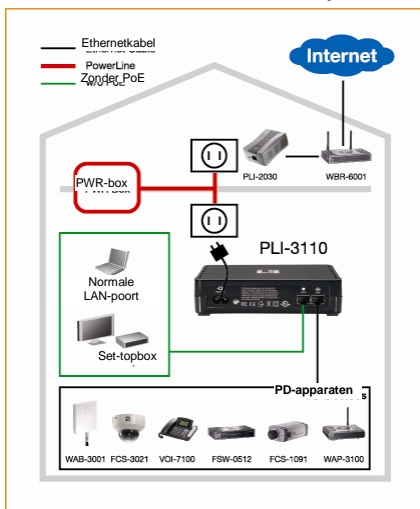 Ethernetkabel
PowerLine
Zonder PoE
w/o PoE
Internet
PLI-2030
WBR-6001
PWR-box
PLI-3110
Normale
LAN-poort
Set-topbox
PD-apparaten
WAB-3001 FCS-3021 VOI-7100 FSW-0512 FCS-1091 WAP-3100